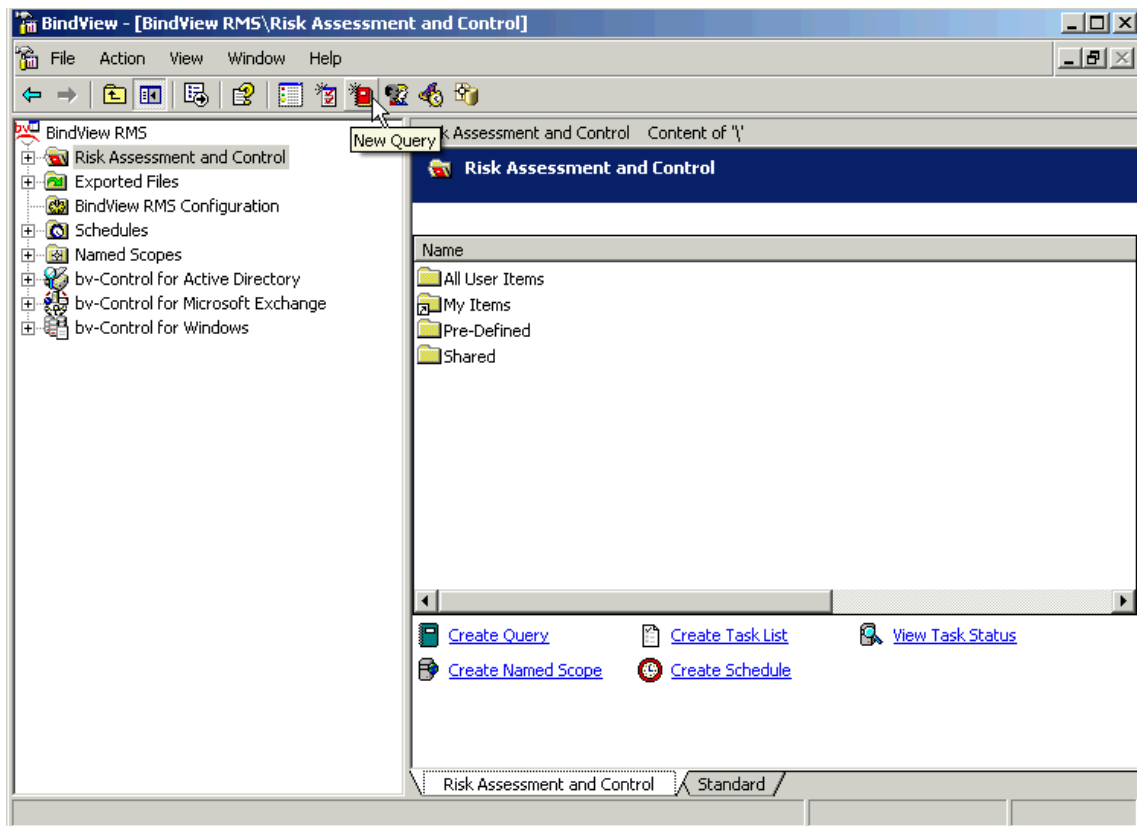 BindView - [BindView RMS\Risk Assessment and Control]
File Action View Window Help
New Query
BindView RMS
Risk Assessment and Control
Exported Files
BindView RMS Configuration
Schedules
Named Scopes
bv-Control for Active Directory
bv-Control for Microsoft Exchange
bv-Control for Windows
k Assessment and Control Content of '\'
Risk Assessment and Control
Name
All User Items
My Items
Pre-Defined
Shared
Create Query Create Task List View Task Status
Create Named Scope Create Schedule
Risk Assessment and Control Standard